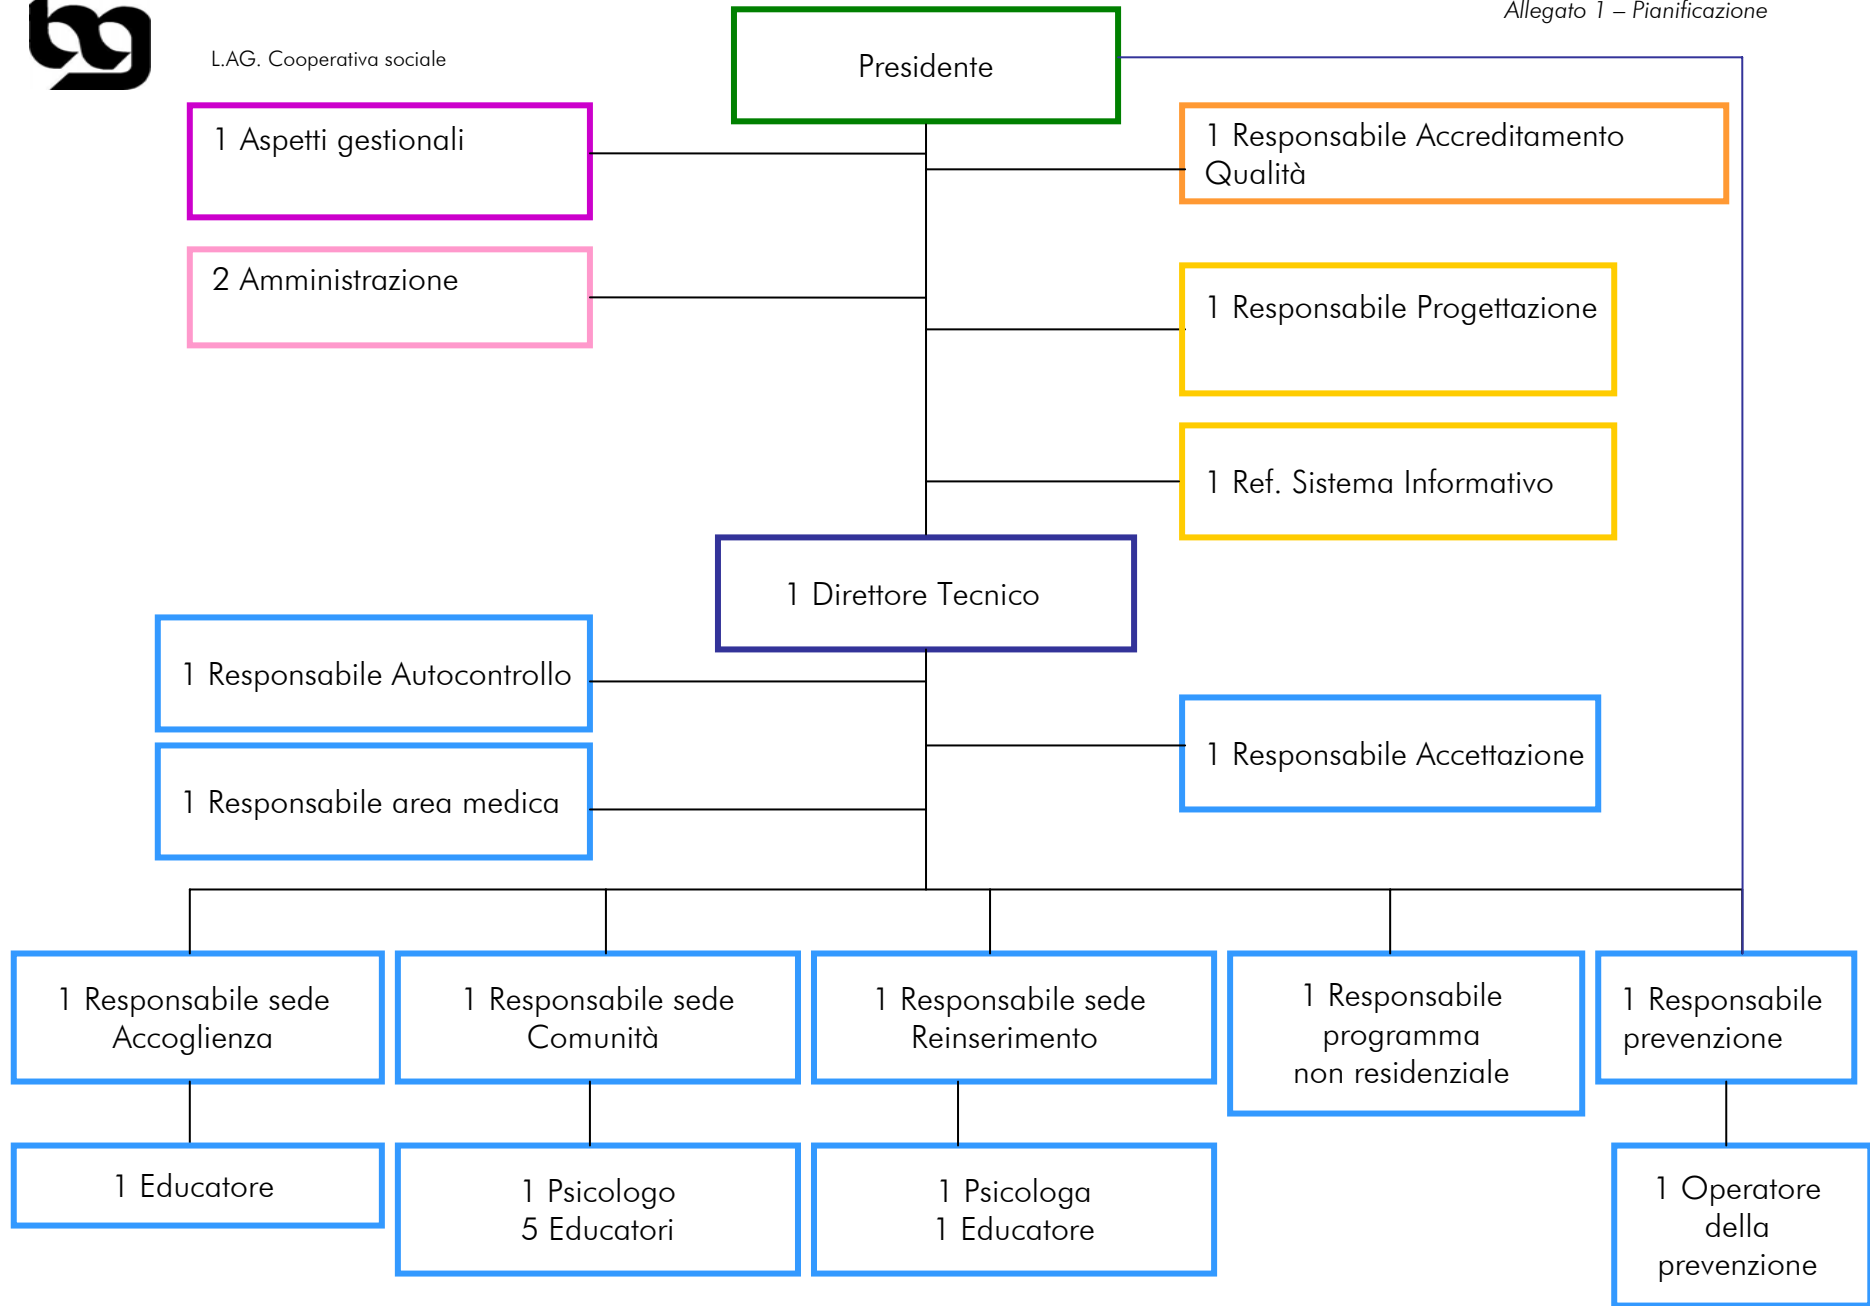 Allegato 1 – Pianificazione
L.AG. Cooperativa sociale
Presidente
1 Aspetti gestionali
1 Responsabile Accreditamento
Qualità
2 Amministrazione
1 Responsabile Progettazione
1 Ref. Sistema Informativo
1 Direttore Tecnico
1 Responsabile Autocontrollo
1 Responsabile Accettazione
1 Responsabile area medica
1 Responsabile sede
Accoglienza
1 Responsabile sede
Comunità
1 Responsabile sede
Reinserimento
1 Responsabile
programma
non residenziale
1 Responsabile
prevenzione
1 Educatore
1 Psicologo
5 Educatori
1 Psicologa
1 Educatore
1 Operatore
della
prevenzione